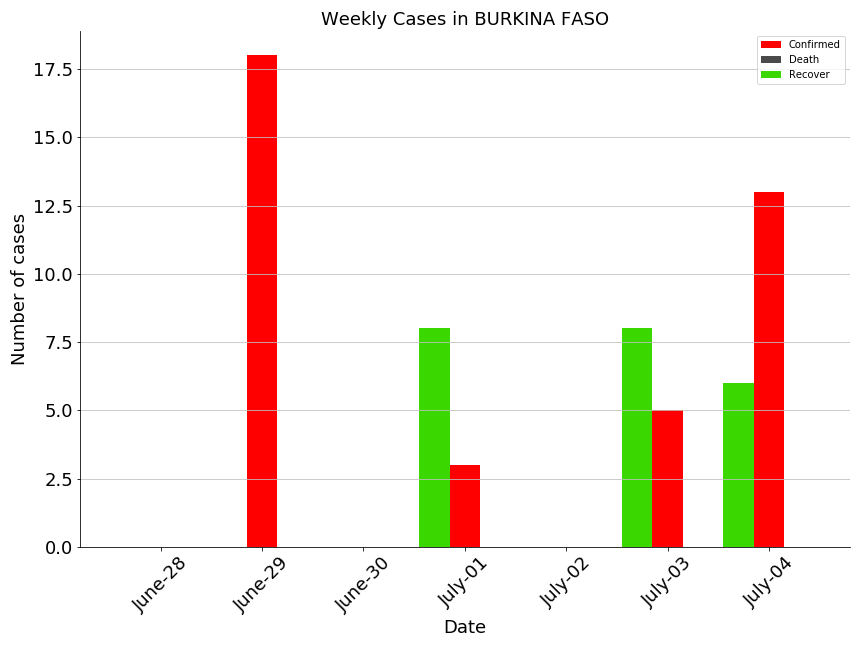 Weekly Cases in BURKINA FASO
Confirmed
Death
Recover
Number of cases
17.5
15.0
12.5
10.0
7.5
5.0
2.5
0.0
June-28
June-29
June-30
July-01
July-02
July-03
July-04
Date